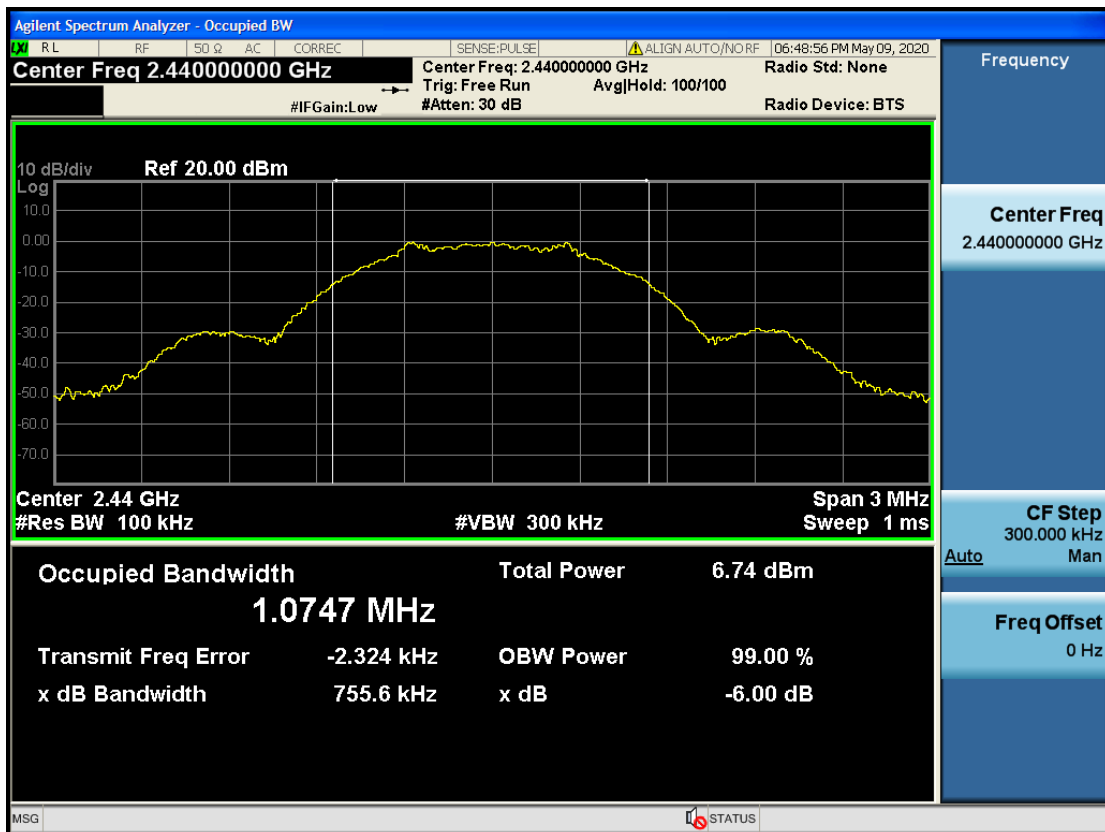 Agilent Spectrum Analyzer - Occupied BW
LXI RL RF 50 Ω AC CORREC SENSE:PULSE ALIGN AUTO/NO RF 06:48:56 PM May 09, 2020
Center Freq 2.440000000 GHz
Center Freq: 2.440000000 GHz
Radio Std: None
Trig: Free Run
Avg|Hold: 100/100
#IFGain:Low
#Atten: 30 dB
Radio Device: BTS
10 dB/div
Ref 20.00 dBm
Log
10.0
0.00
-10.0
-20.0
-30.0
-40.0
-50.0
-60.0
-70.0
Center 2.44 GHz
Span 3 MHz
#Res BW 100 kHz
#VBW 300 kHz
Sweep 1 ms
Occupied Bandwidth
Total Power 6.74 dBm
1.0747 MHz
Transmit Freq Error -2.324 kHz
OBW Power 99.00 %
x dB Bandwidth 755.6 kHz
x dB -6.00 dB
Frequency
Center Freq
2.440000000 GHz
CF Step
300.000 kHz
Auto Man
Freq Offset
0 Hz
MSG
STATUS